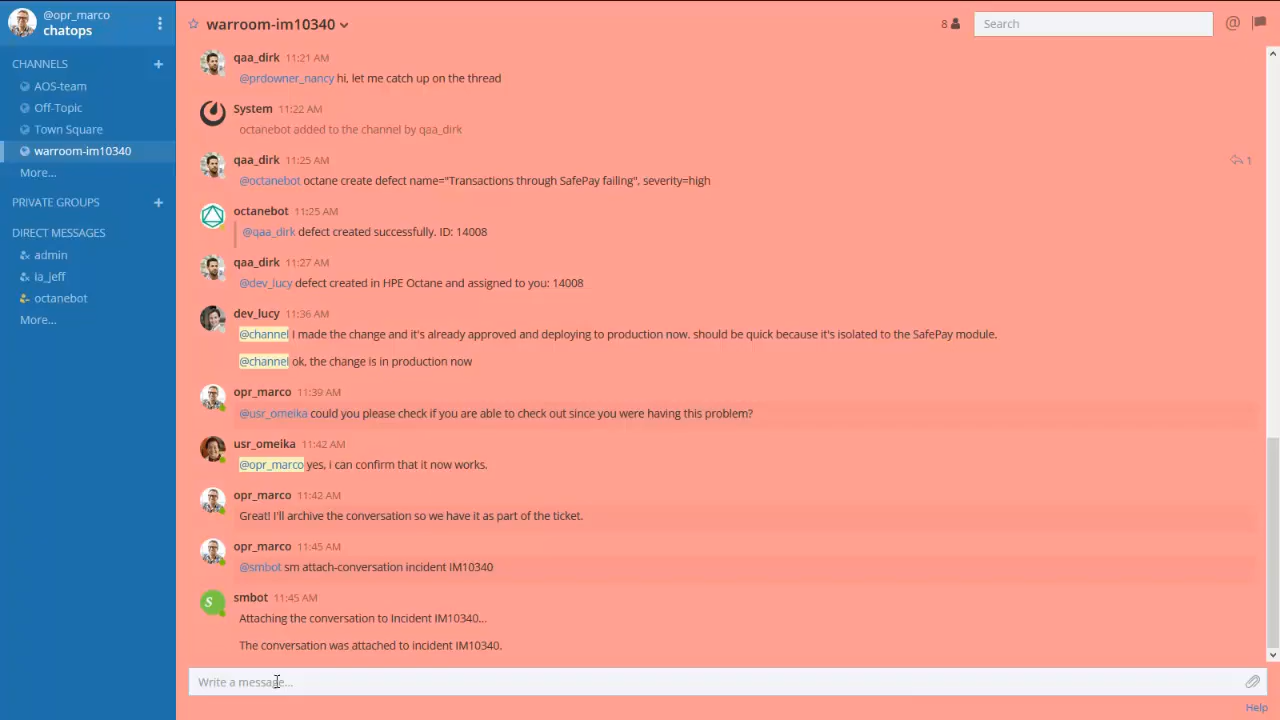 @opr_marco
chatops
CHANNELS +
AOS-team
Off-Topic
Town Square
warroom-im10340
More...
PRIVATE GROUPS +
DIRECT MESSAGES
admin
ia_jeff
octanebot
More...
warroom-im10340
8
Search
@
qaa_dirk 11:21 AM
@prdowner_nancy hi, let me catch up on the thread
System 11:22 AM
octanebot added to the channel by qaa_dirk
qaa_dirk 11:25 AM
1
@octanebot octane create defect name="Transactions through SafePay failing", severity=high
octanebot 11:25 AM
@qaa_dirk defect created successfully. ID: 14008
qaa_dirk 11:27 AM
@dev_lucy defect created in HPE Octane and assigned to you: 14008
dev_lucy 11:36 AM
@channel I made the change and it's already approved and deploying to production now. should be quick because it's isolated to the SafePay module.
@channel ok, the change is in production now
opr_marco 11:39 AM
@usr_omeika could you please check if you are able to check out since you were having this problem?
usr_omeika 11:42 AM
@opr_marco yes, i can confirm that it now works.
opr_marco 11:42 AM
Great! I'll archive the conversation so we have it as part of the ticket.
opr_marco 11:45 AM
@smbot sm attach-conversation incident IM10340
S
smbot 11:45 AM
Attaching the conversation to Incident IM10340...
The conversation was attached to incident IM10340.
Write a message...
Help